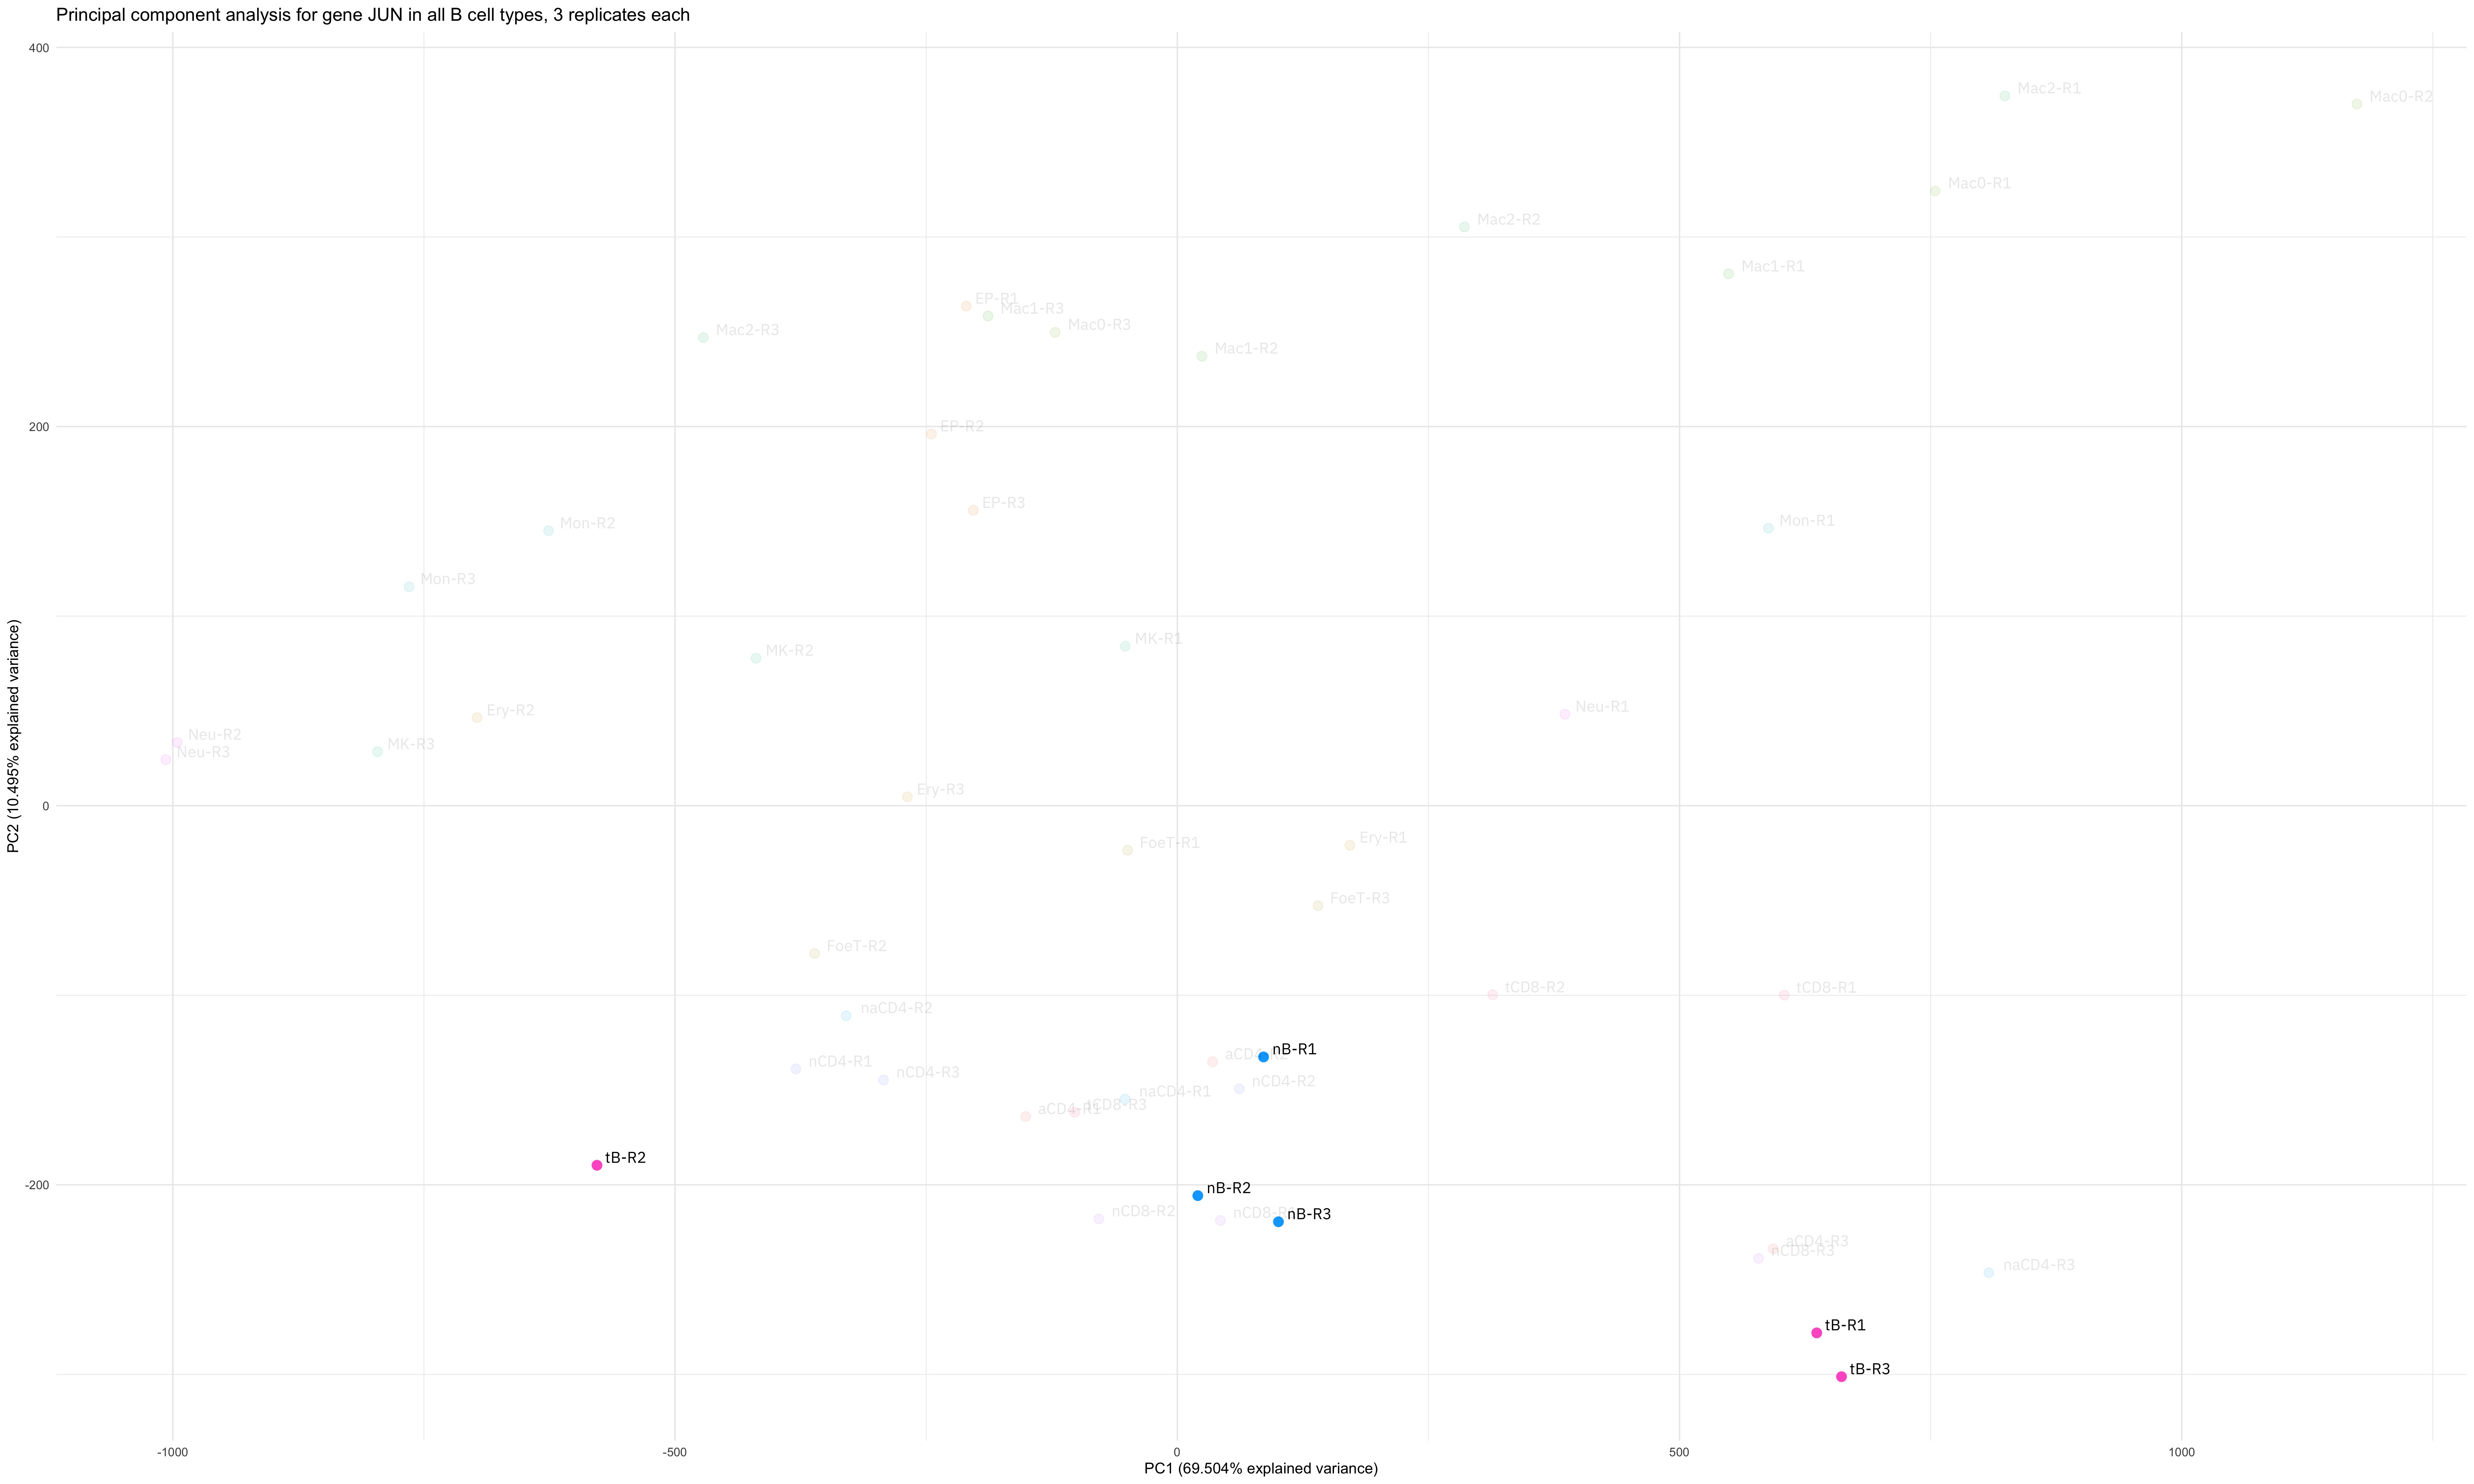 Principal component analysis for gene JUN in all B cell types, 3 replicates each
400
Mac2-R1
Mac0-R2
Mac0-R1
Mac2-R2
Mac1-R1
EP-R1
Mac1-R3
Mac0-R3
Mac2-R3
Mac1-R2
200
EP-R2
EP-R3
Mon-R2
Mon-R1
Mon-R3
MK-R1
MK-R2
Ery-R2
Neu-R1
Neu-R2
MK-R3
Neu-R3
Ery-R3
0
FoeT-R1
Ery-R1
FoeT-R3
FoeT-R2
tCD8-R2
tCD8-R1
naCD4-R2
nB-R1
aCD4-R2
nCD4-R1
nCD4-R3
nCD4-R2
naCD4-R1
tCD8-R3
aCD4-R1
tB-R2
-200
nB-R2
nCD8-R2
nCD8-R
nB-R3
aCD4-R3
nCD8-R3
naCD4-R3
tB-R1
tB-R3
PC2 (10.495% explained variance)
-1000
-500
0
500
1000
PC1 (69.504% explained variance)